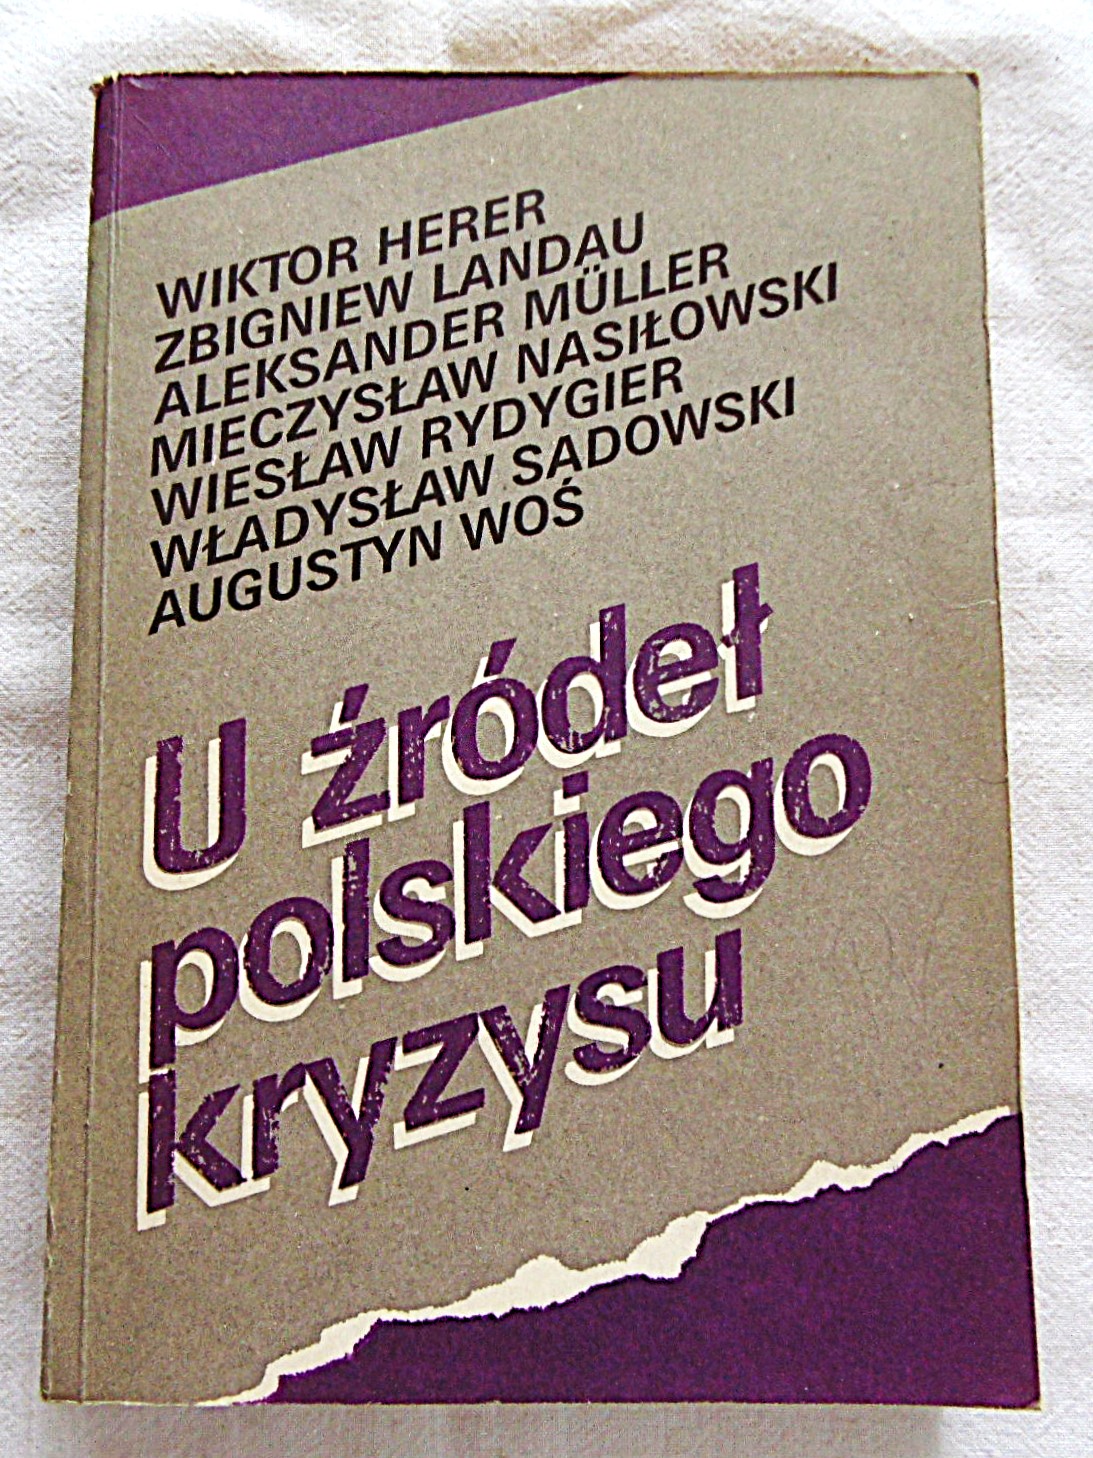 WIKTOR HERER
ZBIGNIEW LANDAU
ALEKSANDER MÜLLER
MIECZYSŁAW NASIŁOWSKI
WIESŁAW RYDYGIER
WŁADYSŁAW SADOWSKI
AUGUSTYN WOŚ
U źródeł
polskiego
kryzysu